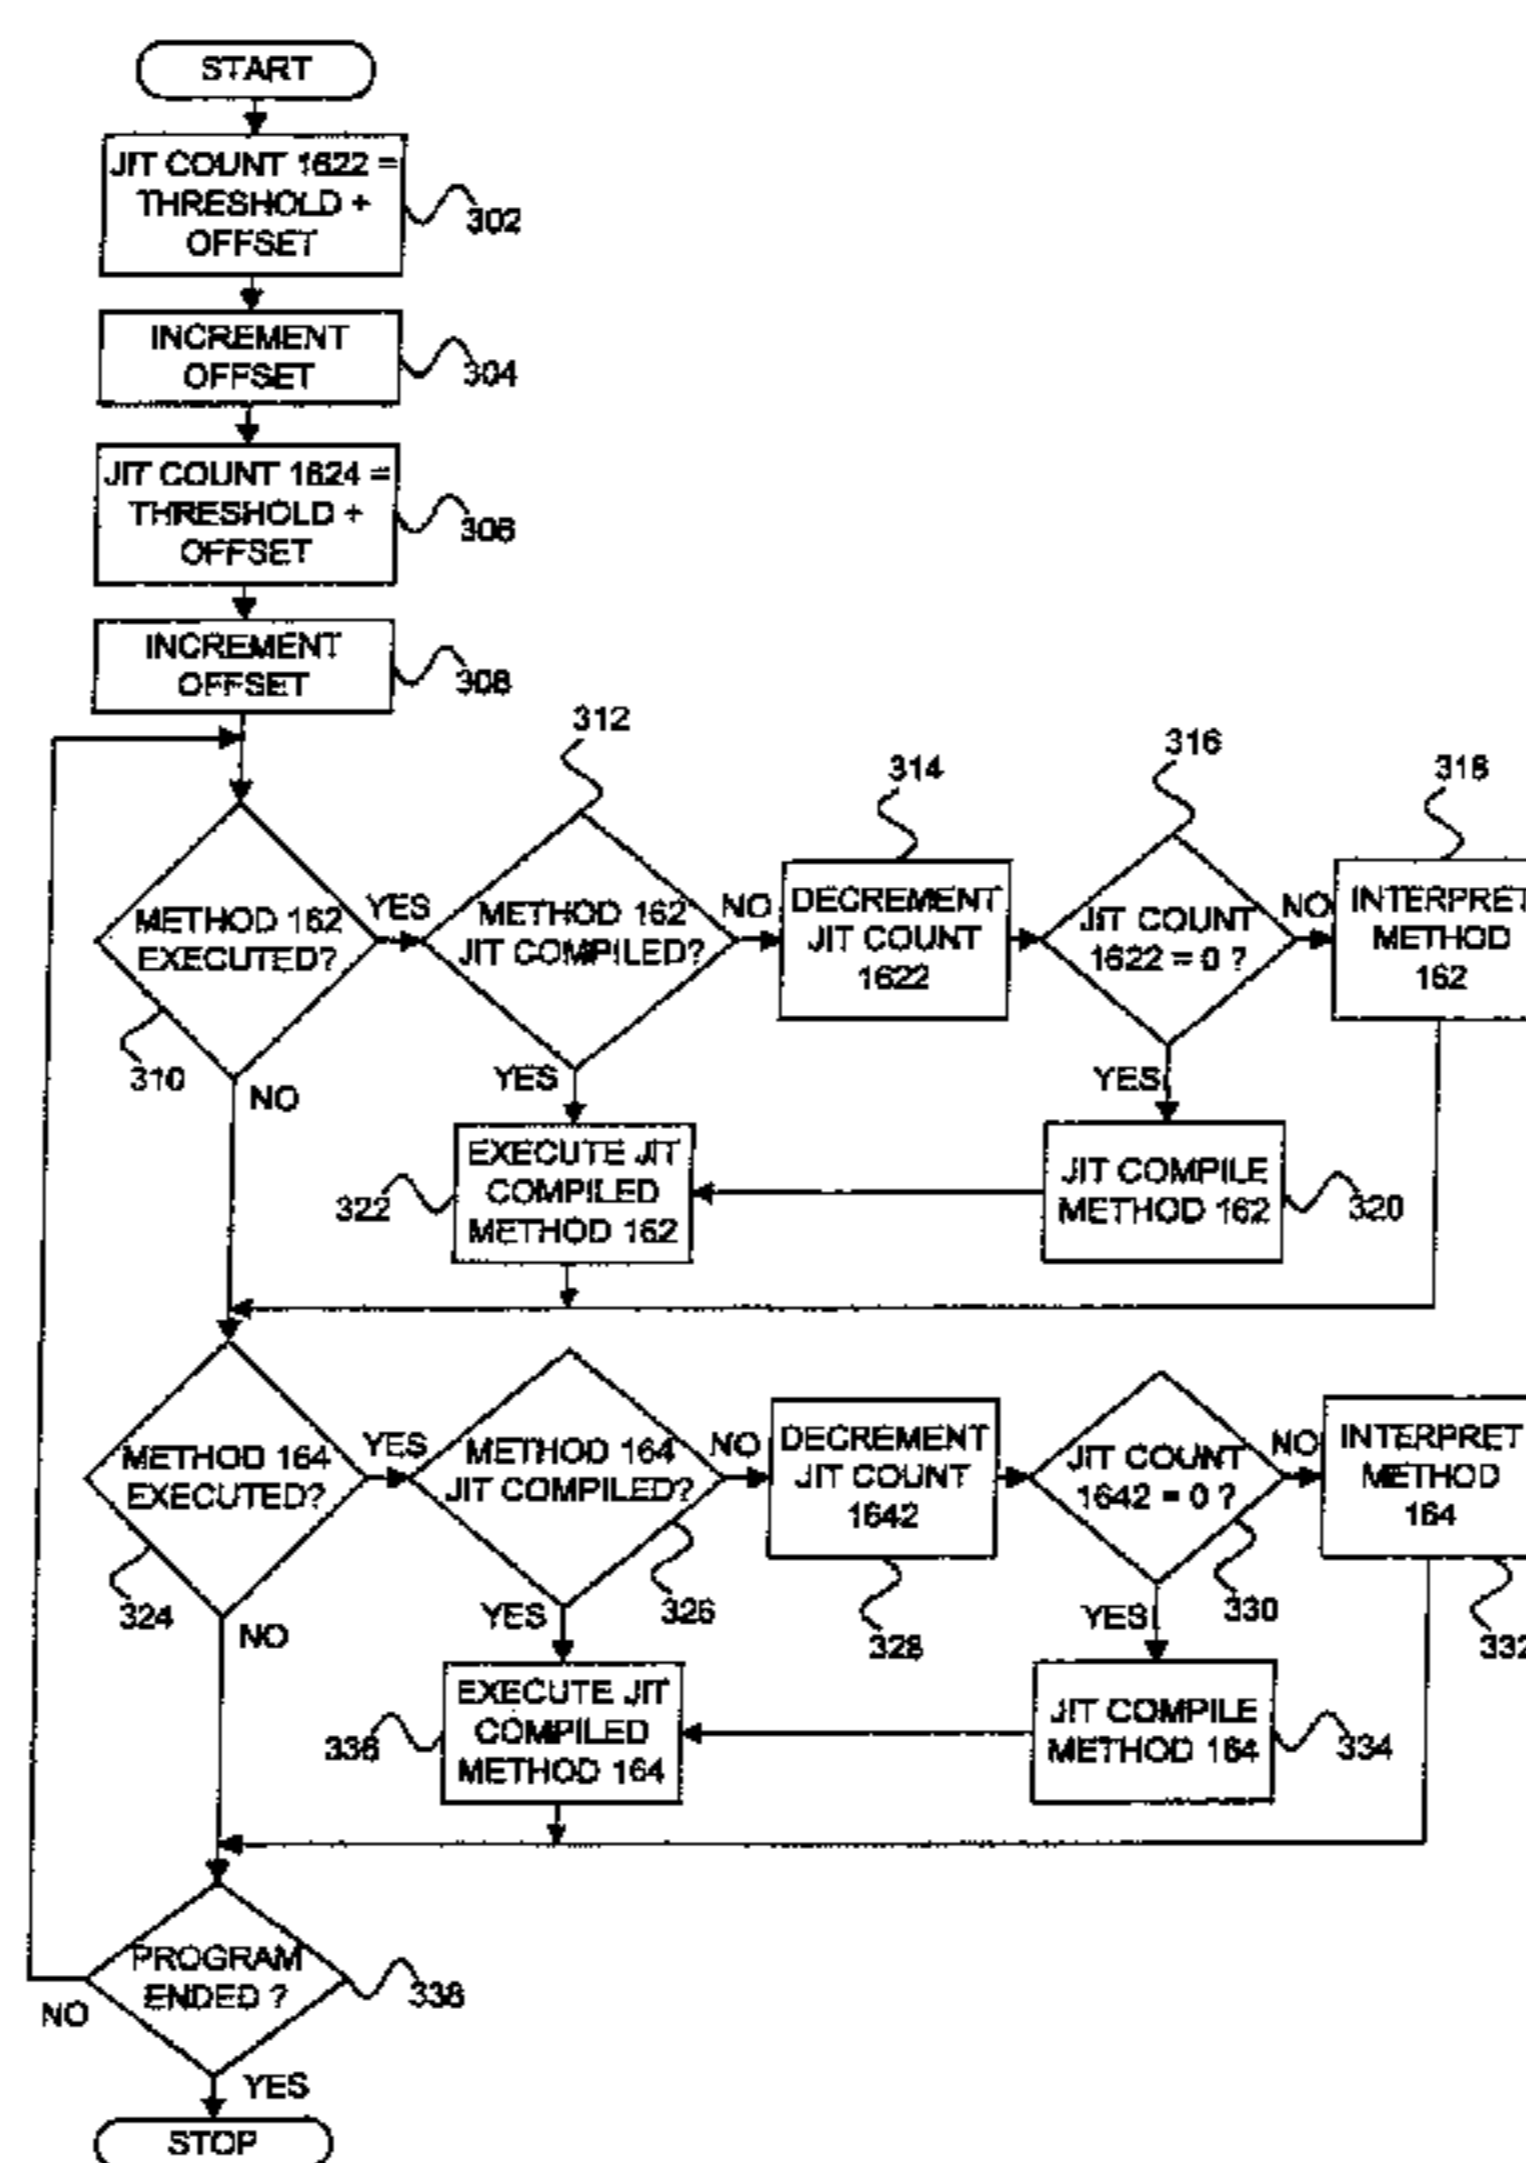 START
JIT COUNT 1622 =
THRESHOLD +
OFFSET
302
INCREMENT
OFFSET
304
JIT COUNT 1624 =
THRESHOLD +
OFFSET
306
INCREMENT
OFFSET
308
312
314
316
318
METHOD 162
EXECUTED?
YES
METHOD 162
JIT COMPILED?
NO
DECREMENT
JIT COUNT
1622
JIT COUNT
1622 = 0 ?
NO
INTERPRET
METHOD
162
310
NO
YES
YES
EXECUTE JIT
COMPILED
METHOD 162
322
JIT COMPILE
METHOD 162
320
METHOD 164
EXECUTED?
YES
METHOD 164
JIT COMPILED?
NO
DECREMENT
JIT COUNT
1642
JIT COUNT
1642 = 0 ?
NO
INTERPRET
METHOD
164
324
NO
YES
326
328
YES
330
332
EXECUTE JIT
COMPILED
METHOD 164
336
JIT COMPILE
METHOD 164
334
PROGRAM
ENDED ?
338
NO
YES
STOP